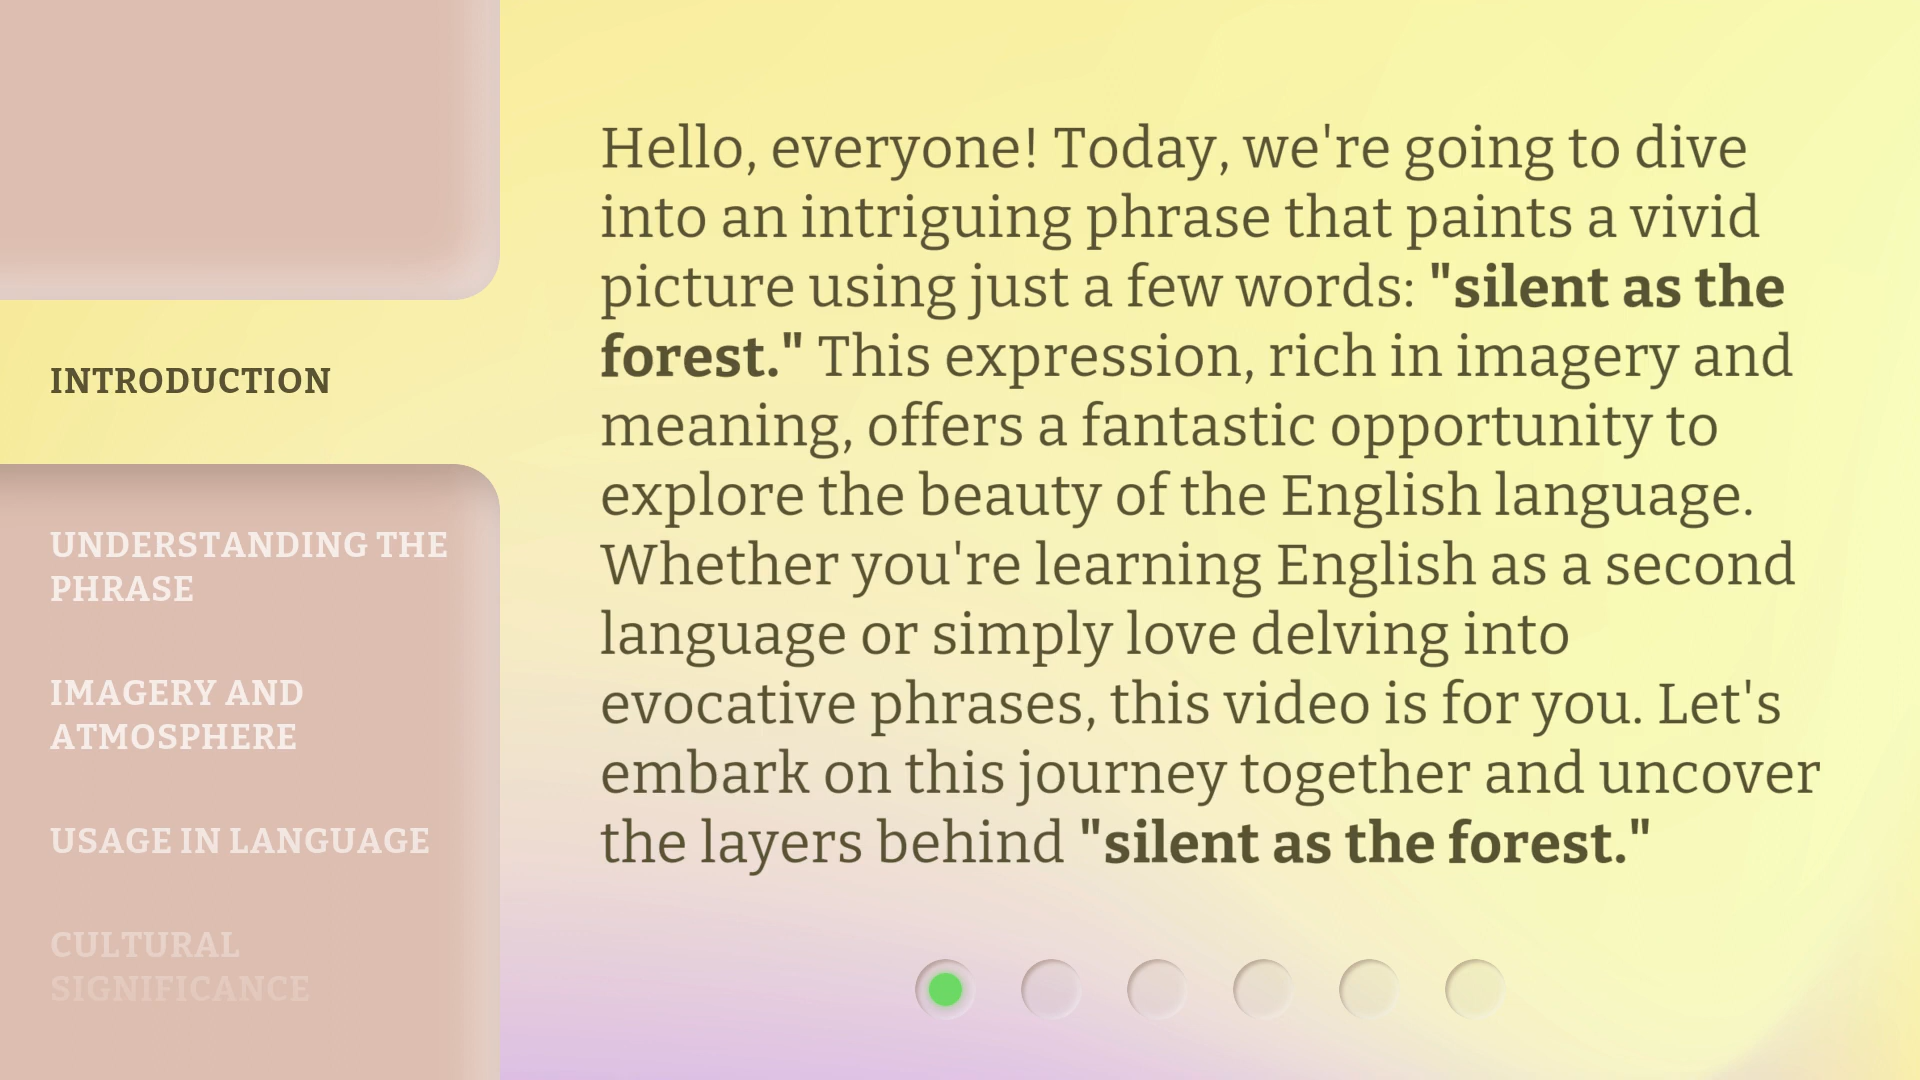 INTRODUCTION
UNDERSTANDING THE
PHRASE
IMAGERY AND
ATMOSPHERE
USAGE IN LANGUAGE
CULTURAL
SIGNIFICANCE
Hello, everyone! Today, we're going to dive
into an intriguing phrase that paints a vivid
picture using just a few words: "silent as the
forest." This expression, rich in imagery and
meaning, offers a fantastic opportunity to
explore the beauty of the English language.
Whether you're learning English as a second
language or simply love delving into
evocative phrases, this video is for you. Let's
embark on this journey together and uncover
the layers behind "silent as the forest."